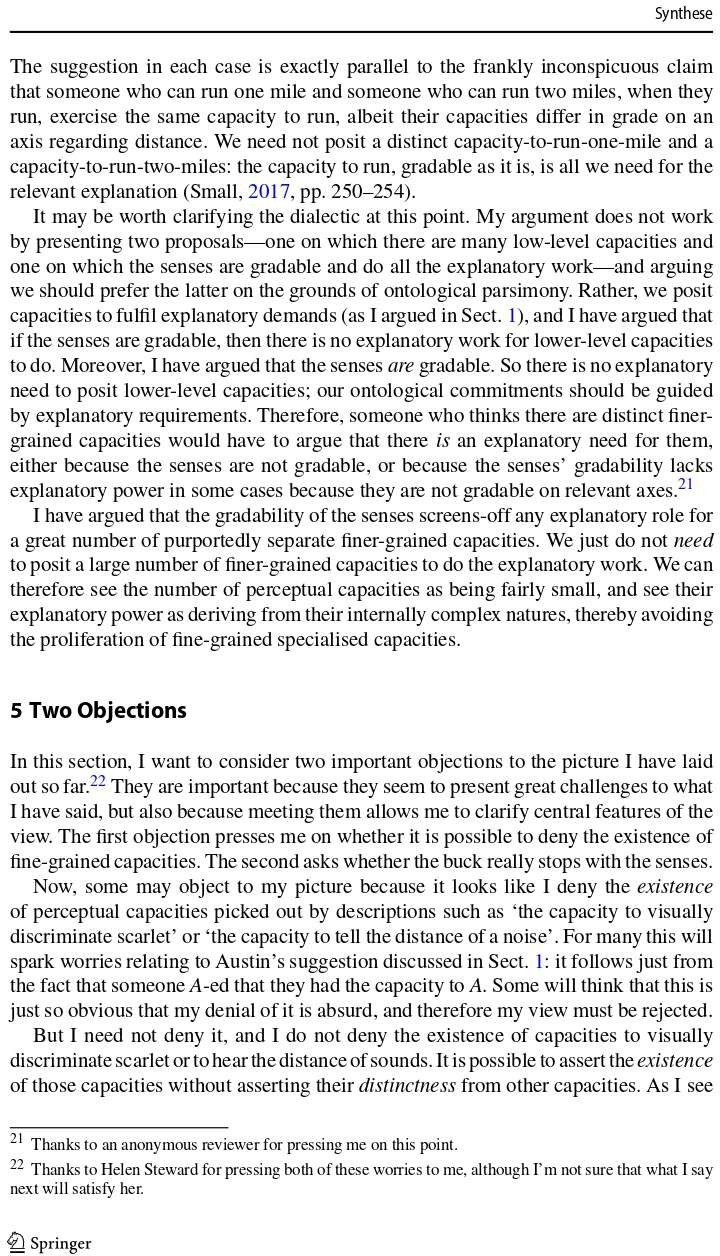 Synthese
The suggestion in each case is exactly parallel to the frankly inconspicuous claim
that someone who can run one mile and someone who can run two miles, when they
run, exercise the same capacity to run, albeit their capacities differ in grade on an
axis regarding distance. We need not posit a distinct capacity-to-run-one-mile and a
capacity-to-run-two-miles: the capacity to run, gradable as it is, is all we need for the
relevant explanation (Small, 2017, pp. 250–254).
It may be worth clarifying the dialectic at this point. My argument does not work
by presenting two proposals—one on which there are many low-level capacities and
one on which the senses are gradable and do all the explanatory work—and arguing
we should prefer the latter on the grounds of ontological parsimony. Rather, we posit
capacities to fulfil explanatory demands (as I argued in Sect. 1), and I have argued that
if the senses are gradable, then there is no explanatory work for lower-level capacities
to do. Moreover, I have argued that the senses are gradable. So there is no explanatory
need to posit lower-level capacities; our ontological commitments should be guided
by explanatory requirements. Therefore, someone who thinks there are distinct finer-
grained capacities would have to argue that there is an explanatory need for them,
either because the senses are not gradable, or because the senses’ gradability lacks
explanatory power in some cases because they are not gradable on relevant axes.21
I have argued that the gradability of the senses screens-off any explanatory role for
a great number of purportedly separate finer-grained capacities. We just do not need
to posit a large number of finer-grained capacities to do the explanatory work. We can
therefore see the number of perceptual capacities as being fairly small, and see their
explanatory power as deriving from their internally complex natures, thereby avoiding
the proliferation of fine-grained specialised capacities.
5 Two Objections
In this section, I want to consider two important objections to the picture I have laid
out so far.22 They are important because they seem to present great challenges to what
I have said, but also because meeting them allows me to clarify central features of the
view. The first objection presses me on whether it is possible to deny the existence of
fine-grained capacities. The second asks whether the buck really stops with the senses.
Now, some may object to my picture because it looks like I deny the existence
of perceptual capacities picked out by descriptions such as ‘the capacity to visually
discriminate scarlet’ or ‘the capacity to tell the distance of a noise’. For many this will
spark worries relating to Austin’s suggestion discussed in Sect. 1: it follows just from
the fact that someone A-ed that they had the capacity to A. Some will think that this is
just so obvious that my denial of it is absurd, and therefore my view must be rejected.
But I need not deny it, and I do not deny the existence of capacities to visually
discriminate scarlet or to hear the distance of sounds. It is possible to assert the existence
of those capacities without asserting their distinctness from other capacities. As I see
21 Thanks to an anonymous reviewer for pressing me on this point.
22 Thanks to Helen Steward for pressing both of these worries to me, although I’m not sure that what I say
next will satisfy her.
Springer